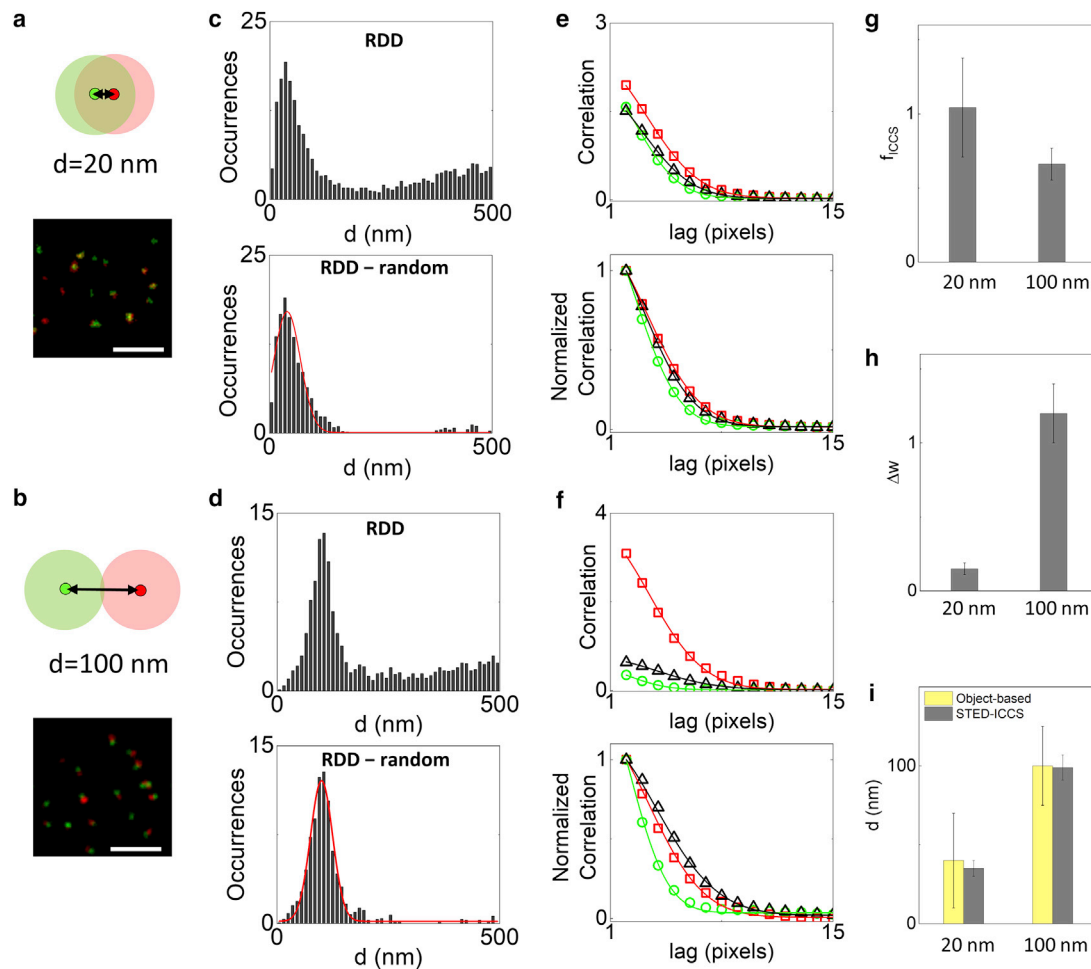 a
d=20 nm
b
d=100 nm
c
25
RDD
Occurrences
0
0
500
d (nm)
25
RDD – random
Occurrences
0
0
500
d (nm)
d
15
RDD
Occurrences
0
0
500
d (nm)
15
RDD – random
Occurrences
0
0
500
d (nm)
e
3
Correlation
0
1
15
lag (pixels)
1
Normalized
Correlation
0
1
15
lag (pixels)
f
4
Correlation
0
1
15
lag (pixels)
1
Normalized
Correlation
0
1
15
lag (pixels)
g
1
fICCS
0
20 nm
100 nm
h
1
Δw
0
20 nm
100 nm
i
Object-based
STED-ICCS
100
d (nm)
0
20 nm
100 nm